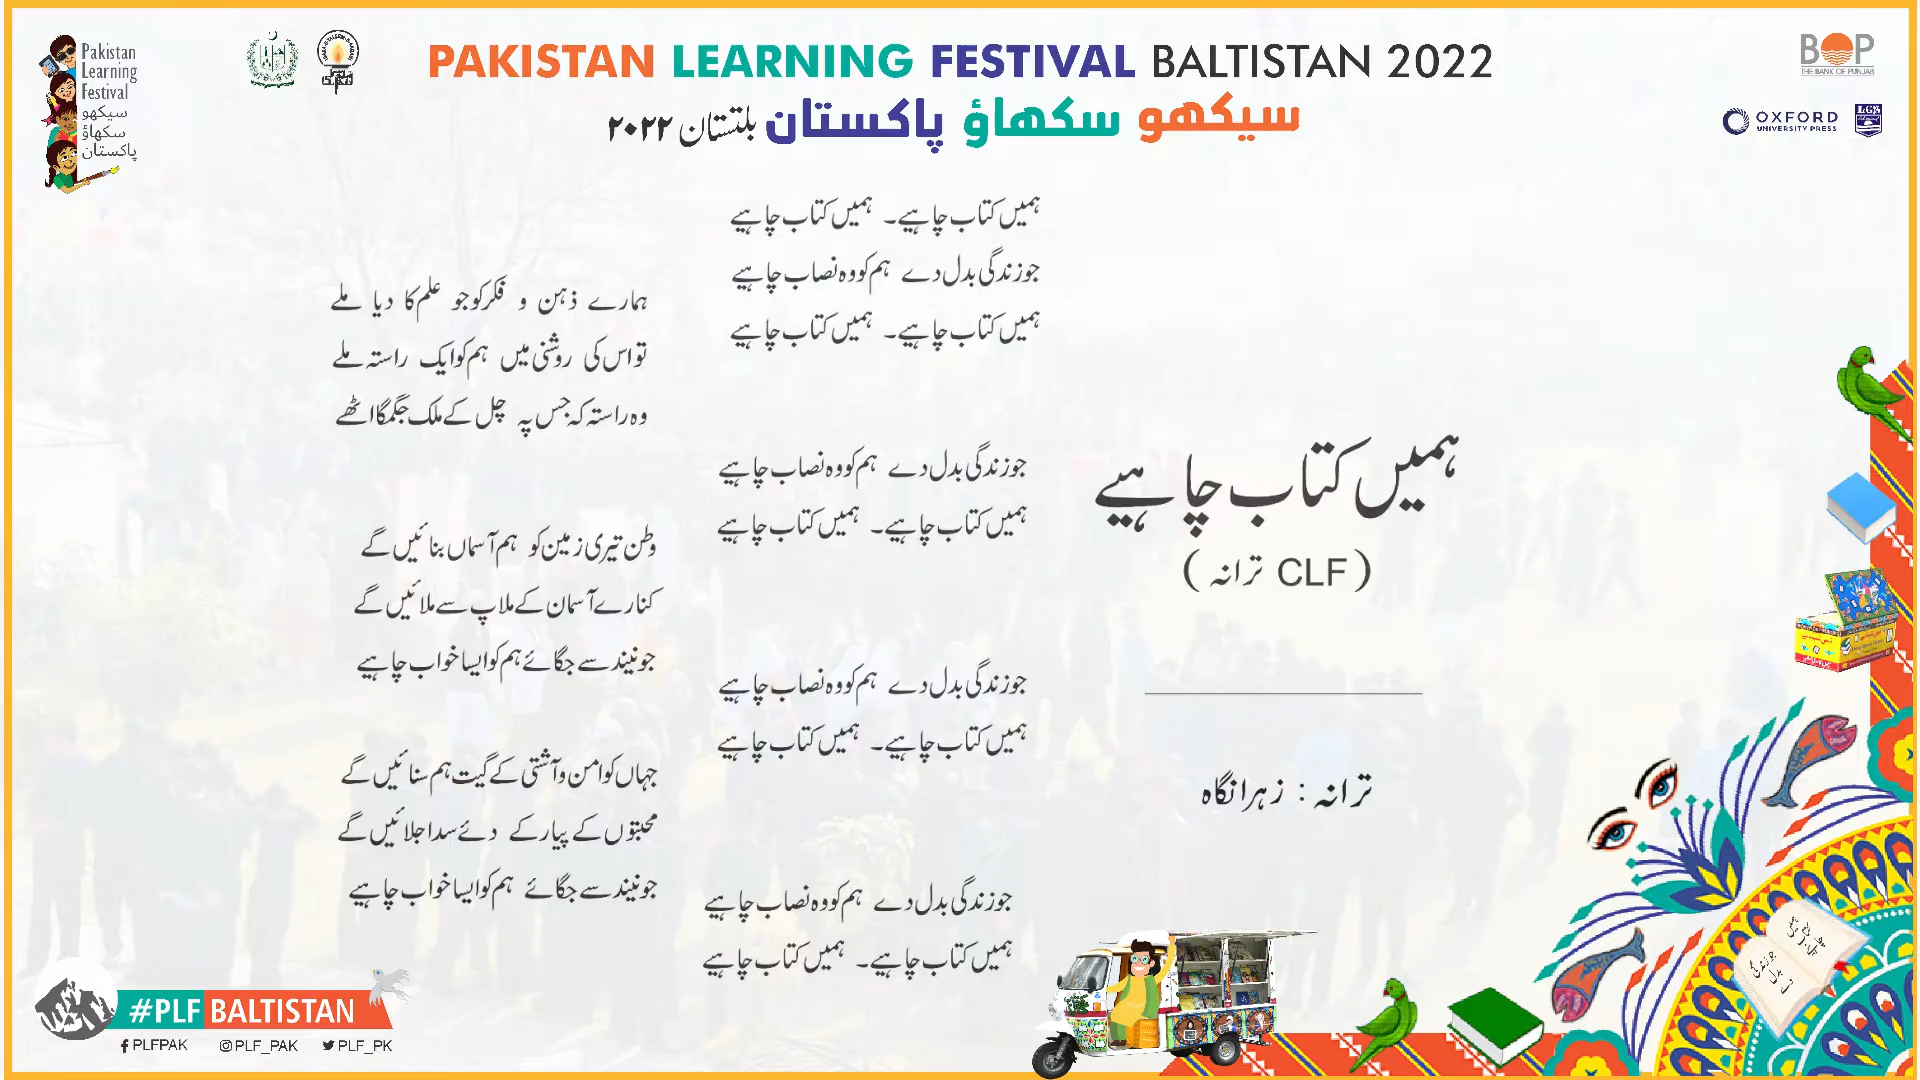 Pakistan
Learning
Festival
سیکھو
سکھاؤ
پاکستان
PAKISTAN LEARNING FESTIVAL BALTISTAN 2022
سیکھو سکھاؤ پاکستان بلتستان ۲۰۲۲
BOP
THE BANK OF PUNJAB
OXFORD
UNIVERSITY PRESS
LGS
ہمیں کتاب چاہیے
( CLF ترانہ )
ترانہ : زہرا نگاہ
ہمیں کتاب چاہیے۔ ہمیں کتاب چاہیے
جو زندگی بدل دے ہم کو وہ نصاب چاہیے
ہمیں کتاب چاہیے۔ ہمیں کتاب چاہیے
ہمارے ذہن و فکر کو جو علم کا دیا ملے
تو اس کی روشنی میں ہم کو ایک راستہ ملے
وہ راستہ کہ جس پہ چل کے ملک جگمگا اٹھے
جو زندگی بدل دے ہم کو وہ نصاب چاہیے
ہمیں کتاب چاہیے۔ ہمیں کتاب چاہیے
وطن تیری زمین کو ہم آسماں بنائیں گے
کنارے آسمان کے ملاپ سے ملائیں گے
جو نیند سے جگائے ہم کو ایسا خواب چاہیے
جو زندگی بدل دے ہم کو وہ نصاب چاہیے
ہمیں کتاب چاہیے۔ ہمیں کتاب چاہیے
جہاں کو امن و آشتی کے گیت ہم سنائیں گے
محبتوں کے پیار کے دئے سدا جلائیں گے
جو نیند سے جگائے ہم کو ایسا خواب چاہیے
جو زندگی بدل دے ہم کو وہ نصاب چاہیے
ہمیں کتاب چاہیے۔ ہمیں کتاب چاہیے
#PLF BALTISTAN
PLFPAK PLF_PAK PLF_PK